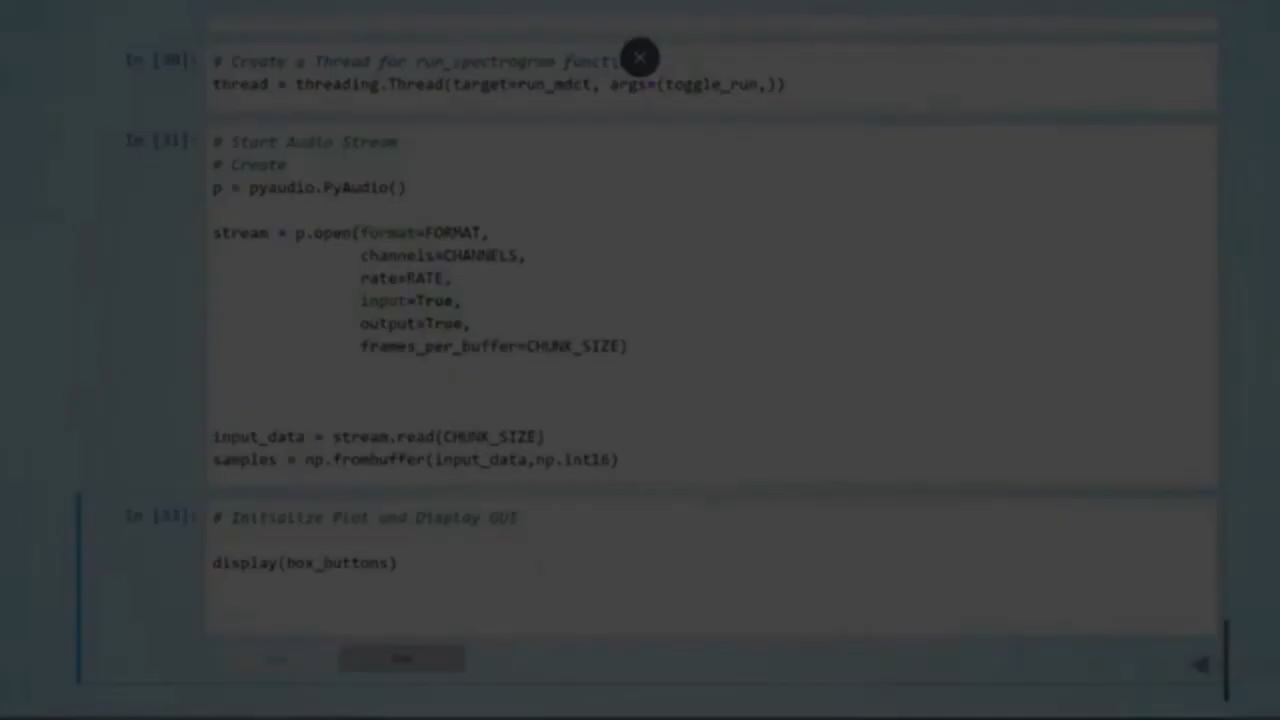 In [30]: # Create a Thread for run_spectrogram funct
thread = threading.Thread(target=run_mdct, args=(toggle_run,))
In [31]: # Start Audio Stream
# Create
p = pyaudio.PyAudio()
stream = p.open(format=FORMAT,
channels=CHANNELS,
rate=RATE,
input=True,
output=True,
frames_per_buffer=CHUNK_SIZE)
input_data = stream.read(CHUNK_SIZE)
samples = np.frombuffer(input_data,np.int16)
In [33]: # Initialize Plot and Display GUI
display(box_buttons)